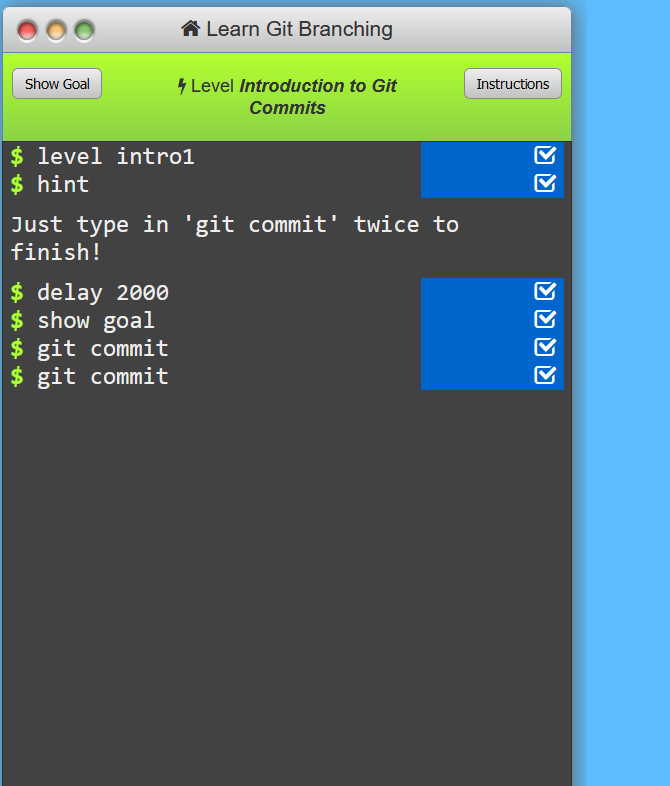 Learn Git Branching
Show Goal
Level Introduction to Git
Commits
Instructions
$ level intro1
$ hint
Just type in 'git commit' twice to
finish!
$ delay 2000
$ show goal
$ git commit
$ git commit